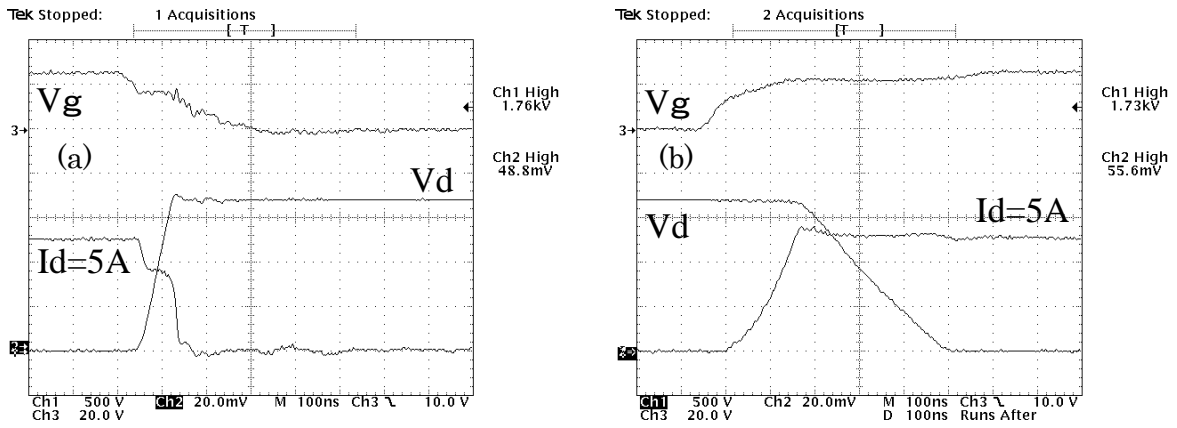 Tek Stopped: 1 Acquisitions
[ T ]
Vg
3
(a)
Vd
Id=5A
2
Ch1 High
1.76kV
Ch2 High
48.8mV
Ch1 500 V Ch2 20.0mV M 100ns Ch3 10.0 V
Ch3 20.0 V
Tek Stopped: 2 Acquisitions
[T ]
Vg
3
(b)
Id=5A
Vd
Ch1 High
1.73kV
Ch2 High
55.6mV
Ch1 500 V Ch2 20.0mV M 100ns Ch3 10.0 V
Ch3 20.0 V D 100ns Runs After